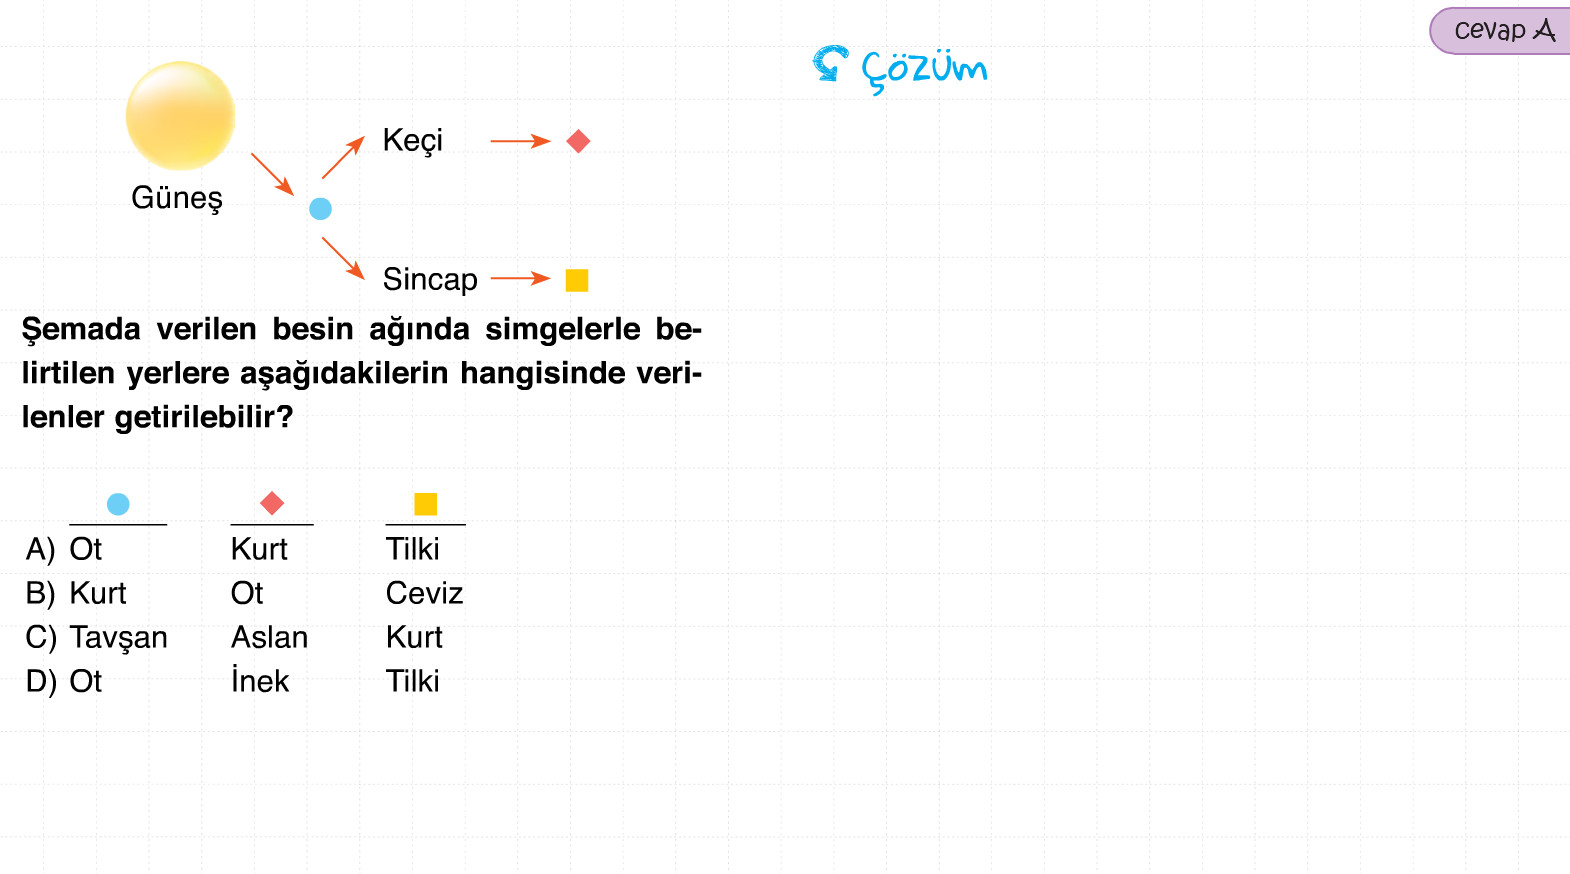 Cevap A
Çözüm
Güneş
Keçi
Sincap
Şemada verilen besin ağında simgelerle be-
lirtilen yerlere aşağıdakilerin hangisinde veri-
lenler getirilebilir?
A) Ot Kurt Tilki
B) Kurt Ot Ceviz
C) Tavşan Aslan Kurt
D) Ot İnek Tilki